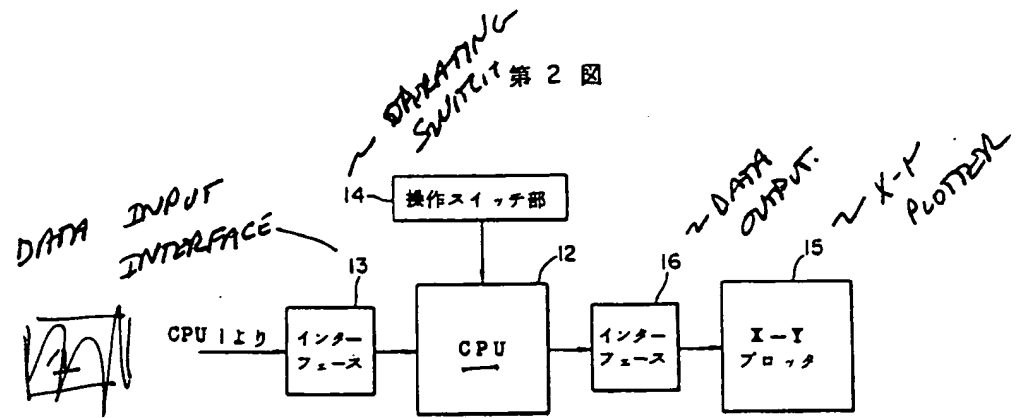 第 2 図
SWITCH
14 操作スイッチ部
DATA INPUT
INTERFACE
~ DATA
OUTPUT.
~ X-Y
PLOTTER
13
12
16
15
CPU 1より
インター
フェース
CPU
インター
フェース
X-Y
ブロッタ